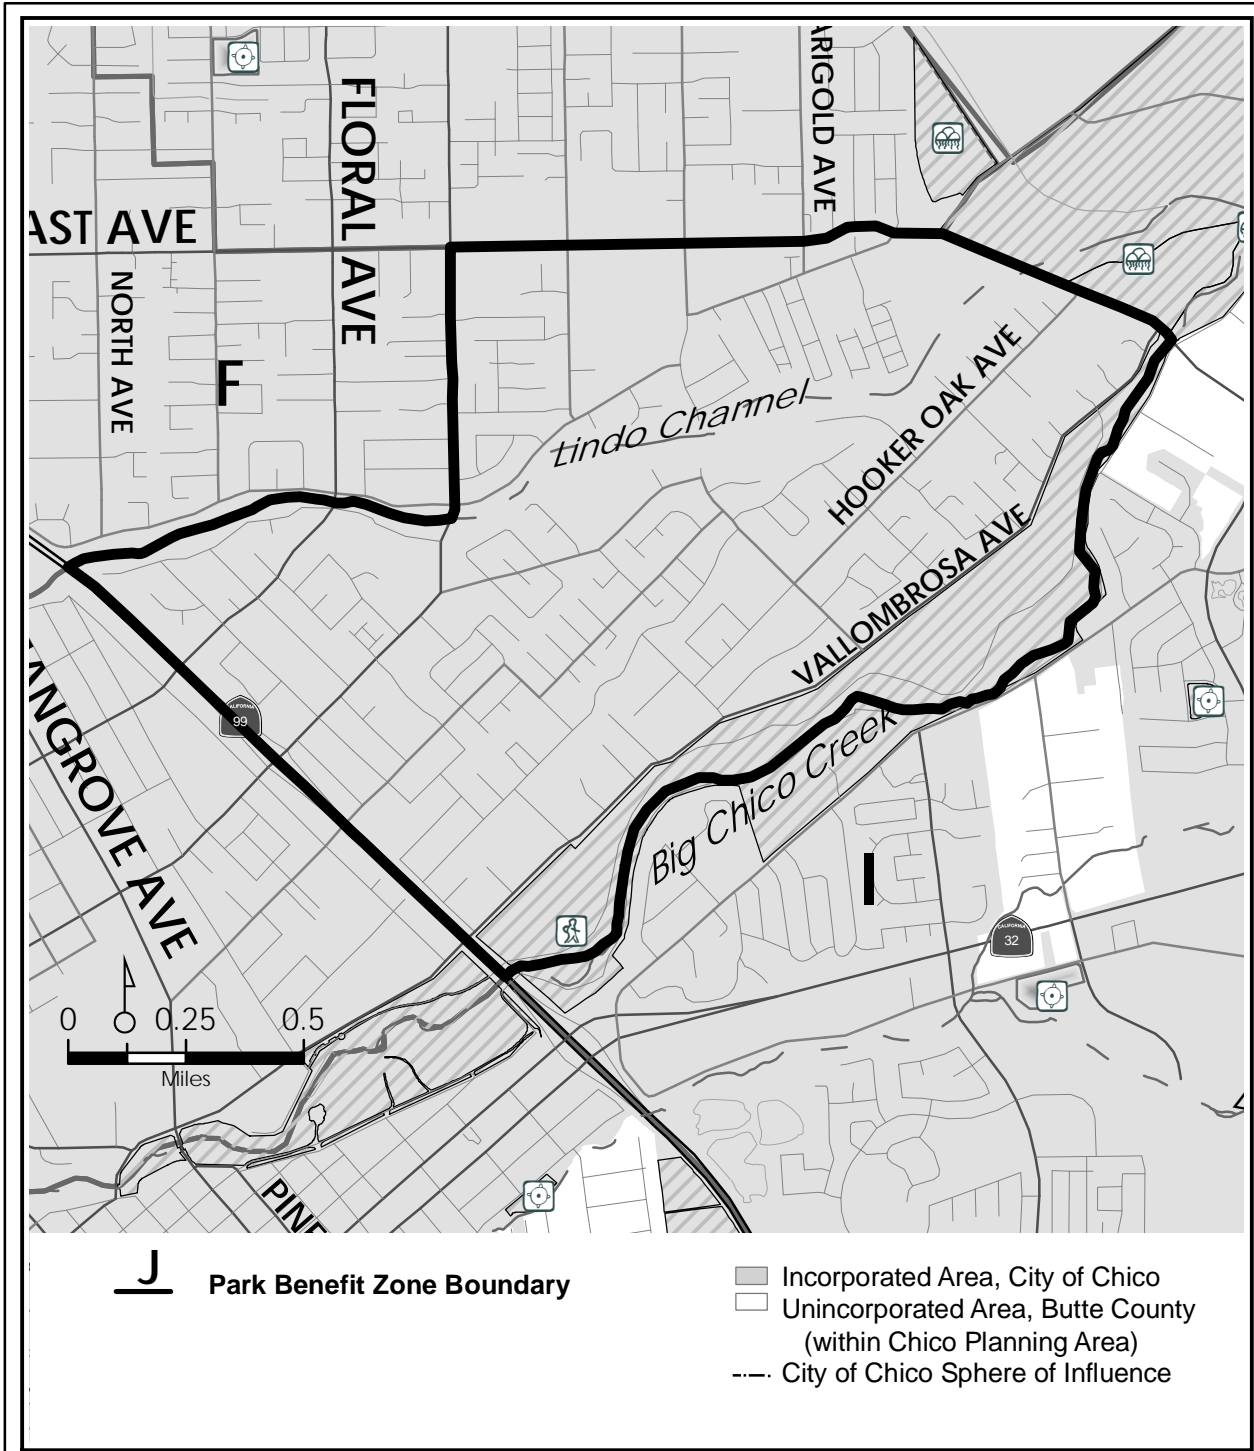 ARIGOLD AVE
FLORAL AVE
AST AVE
NORTH AVE
F
HOOKER OAK AVE
Lindo Channel
VALLOMBROSA AVE
ANGROVE AVE
CALIFORNIA
99
Big Chico Creek
I
CALIFORNIA
32
0 0.25 0.5
Miles
PINE
J Park Benefit Zone Boundary
Incorporated Area, City of Chico
Unincorporated Area, Butte County
(within Chico Planning Area)
City of Chico Sphere of Influence